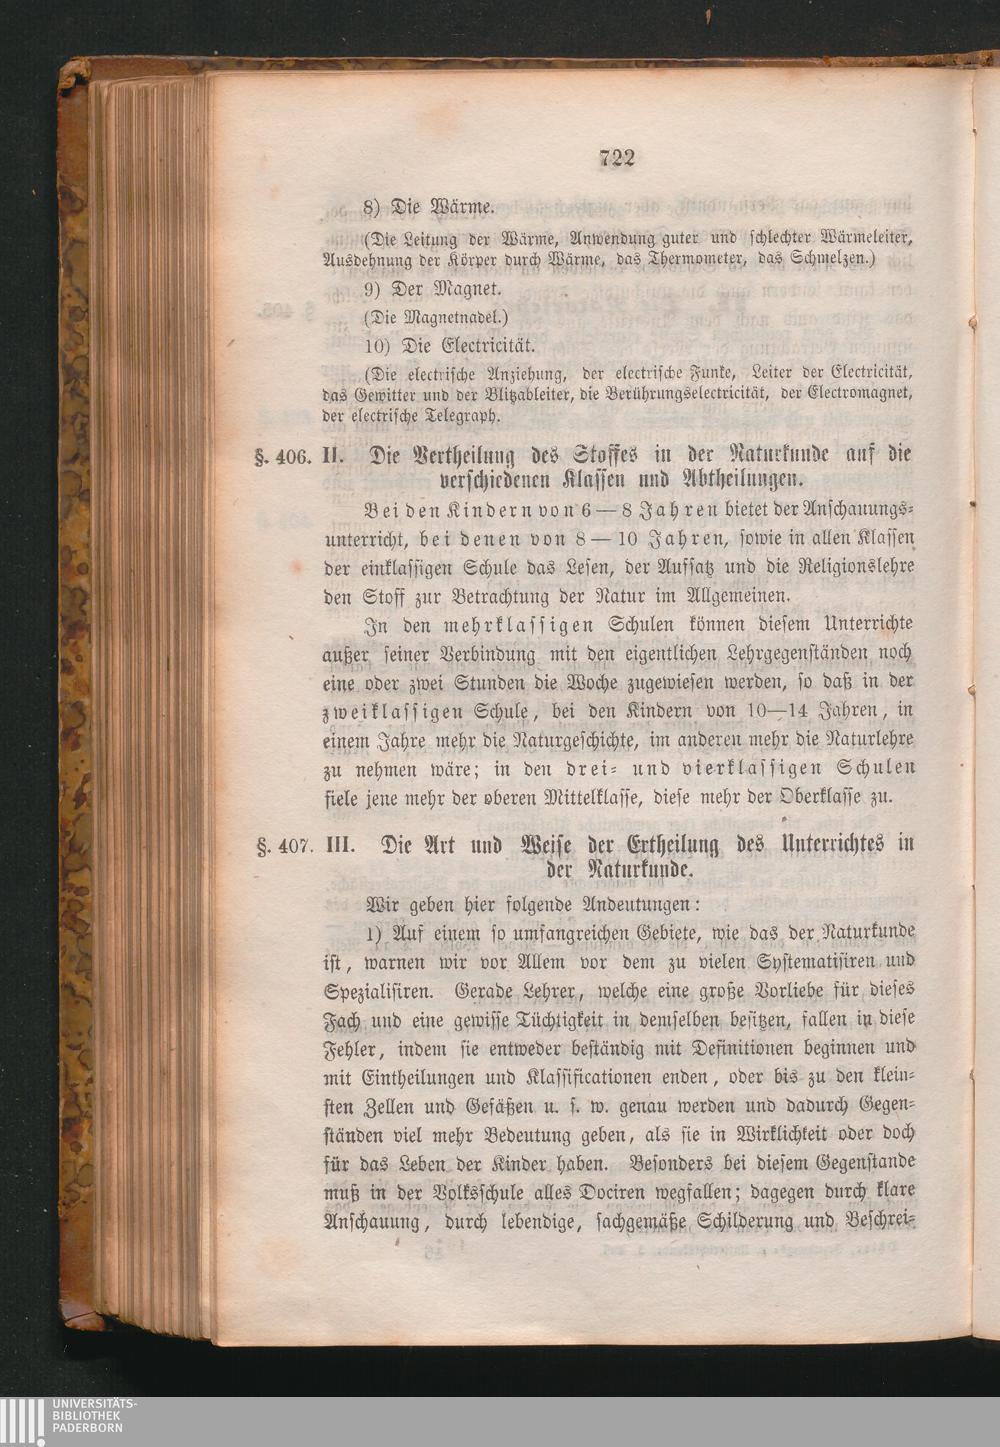 722
8) Die Wärme.
(Die Leitung der Wärme, Anwendung guter und schlechter Wärmeleiter,
Ausdehnung der Körper durch Wärme, das Thermometer, das Schmelzen.)
9) Der Magnet.
(Die Magnetnadel.)
10) Die Electricität.
(Die electrische Anziehung, der electrische Funke, Leiter der Electricität,
das Gewitter und der Blitzableiter, die Berührungselectricität, der Electromagnet,
der electrische Telegraph.
§. 406. II. Die Vertheilung des Stoffes in der Naturkunde auf die
verschiedenen Klassen und Abtheilungen.
Bei den Kindern von 6 — 8 Jahren bietet der Anschauungs-
unterricht, bei denen von 8 — 10 Jahren, sowie in allen Klassen
der einklassigen Schule das Lesen, der Aufsatz und die Religionslehre
den Stoff zur Betrachtung der Natur im Allgemeinen.
In den mehrklassigen Schulen können diesem Unterrichte
außer seiner Verbindung mit den eigentlichen Lehrgegenständen noch
eine oder zwei Stunden die Woche zugewiesen werden, so daß in der
zweiklassigen Schule, bei den Kindern von 10—14 Jahren, in
einem Jahre mehr die Naturgeschichte, im anderen mehr die Naturlehre
zu nehmen wäre; in den drei- und vierklassigen Schulen
fiele jene mehr der oberen Mittelklasse, diese mehr der Oberklasse zu.
§. 407. III. Die Art und Weise der Ertheilung des Unterrichtes in
der Naturkunde.
Wir geben hier folgende Andeutungen:
1) Auf einem so umfangreichen Gebiete, wie das der Naturkunde
ist, warnen wir vor Allem vor dem zu vielen Systematisiren und
Spezialisiren. Gerade Lehrer, welche eine große Vorliebe für dieses
Fach und eine gewisse Tüchtigkeit in demselben besitzen, fallen in diese
Fehler, indem sie entweder beständig mit Definitionen beginnen und
mit Eintheilungen und Klassificationen enden, oder bis zu den klein-
sten Zellen und Gefäßen u. s. w. genau werden und dadurch Gegen-
ständen viel mehr Bedeutung geben, als sie in Wirklichkeit oder doch
für das Leben der Kinder haben. Besonders bei diesem Gegenstande
muß in der Volksschule alles Dociren wegfallen; dagegen durch klare
Anschauung, durch lebendige, sachgemäße Schilderung und Beschrei-
UNIVERSITÄTS-
BIBLIOTHEK
PADERBORN